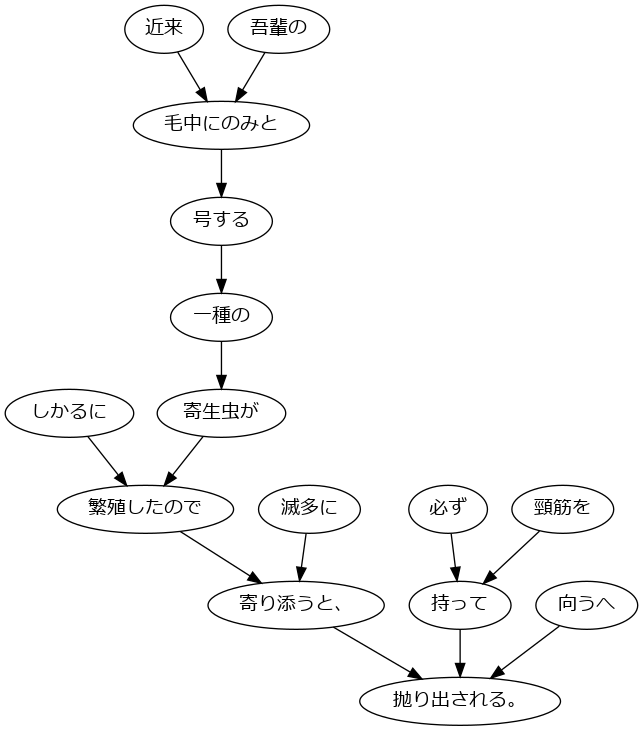 近来
吾輩の
毛中にのみと
号する
一種の
しかるに
寄生虫が
繁殖したので
滅多に
必ず
頸筋を
寄り添うと、
持って
向うへ
抛り出される。